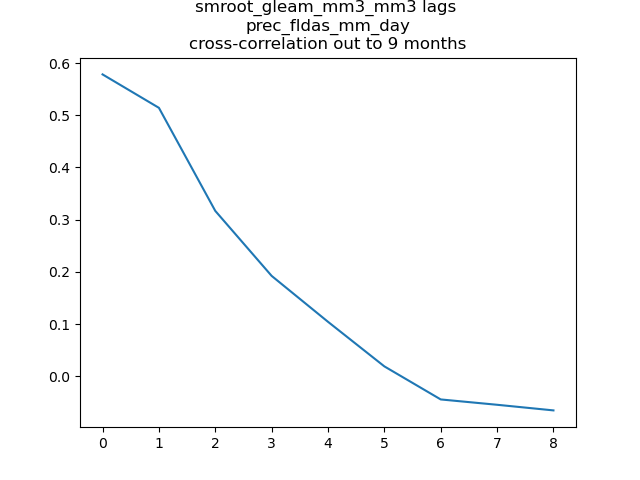 smroot_gleam_mm3_mm3 lags
prec_fldas_mm_day
cross-correlation out to 9 months
0.6
0.5
0.4
0.3
0.2
0.1
0.0
0 1 2 3 4 5 6 7 8